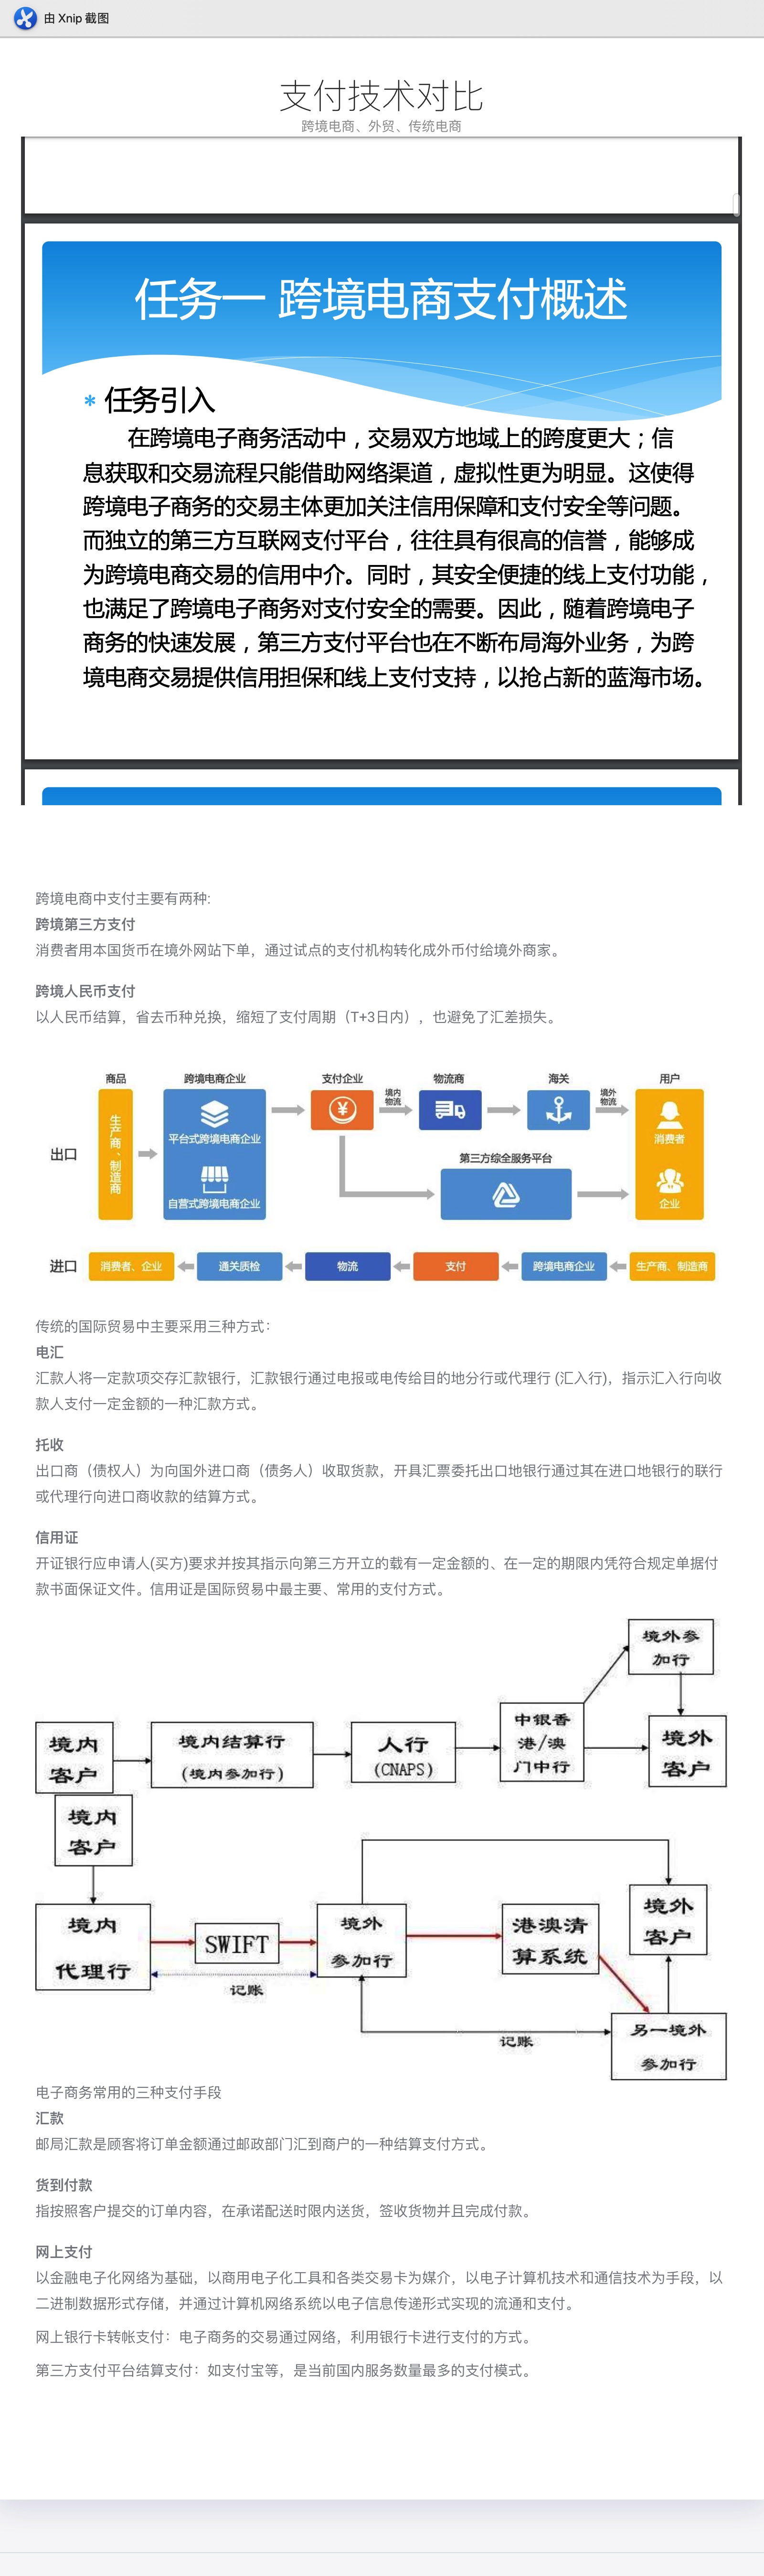 由 Xnip 截图
支付技术对比
跨境电商、外贸、传统电商
任务一 跨境电商支付概述
* 任务引入
在跨境电子商务活动中，交易双方地域上的跨度更大；信
息获取和交易流程只能借助网络渠道，虚拟性更为明显。这使得
跨境电子商务的交易主体更加关注信用保障和支付安全等问题。
而独立的第三方互联网支付平台，往往具有很高的信誉，能够成
为跨境电商交易的信用中介。同时，其安全便捷的线上支付功能，
也满足了跨境电子商务对支付安全的需要。因此，随着跨境电子
商务的快速发展，第三方支付平台也在不断布局海外业务，为跨
境电商交易提供信用担保和线上支付支持，以抢占新的蓝海市场。
跨境电商中支付主要有两种:
跨境第三方支付
消费者用本国货币在境外网站下单，通过试点的支付机构转化成外币付给境外商家。
跨境人民币支付
以人民币结算，省去币种兑换，缩短了支付周期（T+3日内），也避免了汇差损失。
商品
跨境电商企业
支付企业
境内
物流
物流商
海关
境外
物流
用户
出口
生产商、制造商
平台式跨境电商企业
自营式跨境电商企业
消费者
第三方综全服务平台
企业
进口
消费者、企业
通关质检
物流
支付
跨境电商企业
生产商、制造商
传统的国际贸易中主要采用三种方式：
电汇
汇款人将一定款项交存汇款银行，汇款银行通过电报或电传给目的地分行或代理行 (汇入行)，指示汇入行向收
款人支付一定金额的一种汇款方式。
托收
出口商（债权人）为向国外进口商（债务人）收取货款，开具汇票委托出口地银行通过其在进口地银行的联行
或代理行向进口商收款的结算方式。
信用证
开证银行应申请人(买方)要求并按其指示向第三方开立的载有一定金额的、在一定的期限内凭符合规定单据付
款书面保证文件。信用证是国际贸易中最主要、常用的支付方式。
境外参
加行
境内
客户
境内结算行
(境内参加行)
人行
(CNAPS)
中银香
港/澳
门中行
境外
客户
境内
客户
境内
代理行
SWIFT
境外
参加行
港澳清
算系统
境外
客户
记账
记账
另一境外
参加行
电子商务常用的三种支付手段
汇款
邮局汇款是顾客将订单金额通过邮政部门汇到商户的一种结算支付方式。
货到付款
指按照客户提交的订单内容，在承诺配送时限内送货，签收货物并且完成付款。
网上支付
以金融电子化网络为基础，以商用电子化工具和各类交易卡为媒介，以电子计算机技术和通信技术为手段，以
二进制数据形式存储，并通过计算机网络系统以电子信息传递形式实现的流通和支付。
网上银行卡转帐支付：电子商务的交易通过网络，利用银行卡进行支付的方式。
第三方支付平台结算支付：如支付宝等，是当前国内服务数量最多的支付模式。